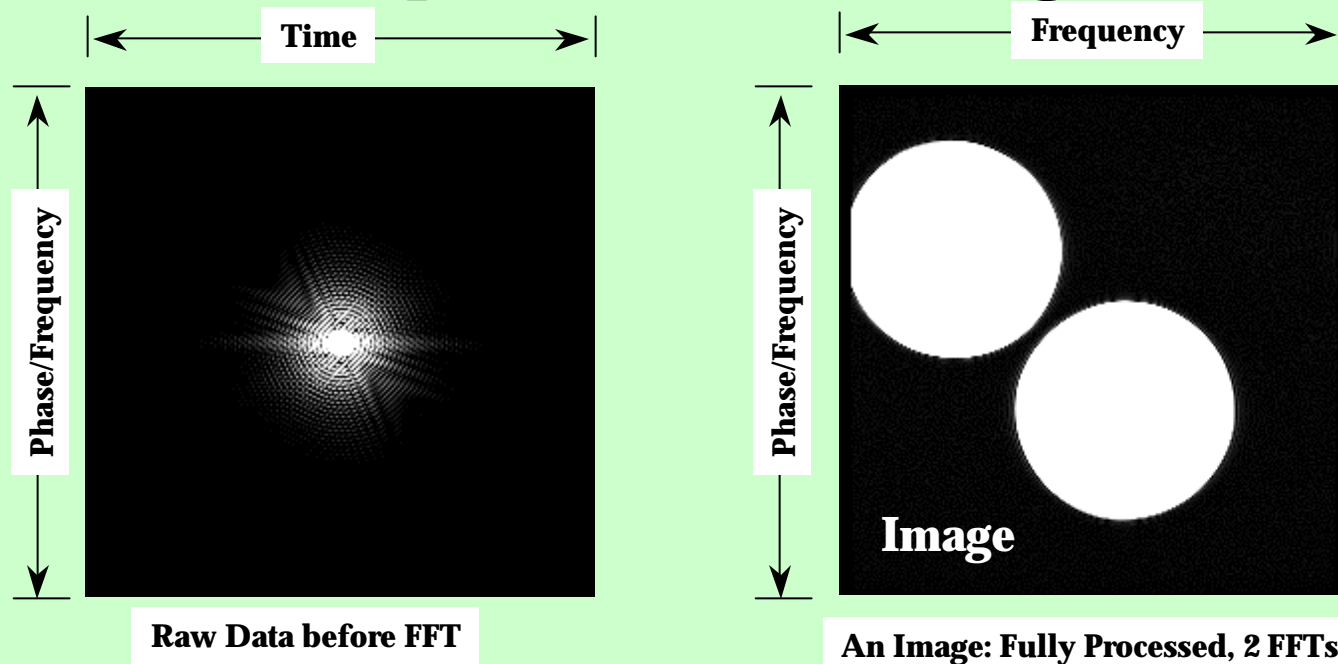 Time
Frequency
Phase/Frequency
Phase/Frequency
Image
Raw Data before FFT
An Image: Fully Processed, 2 FFTs